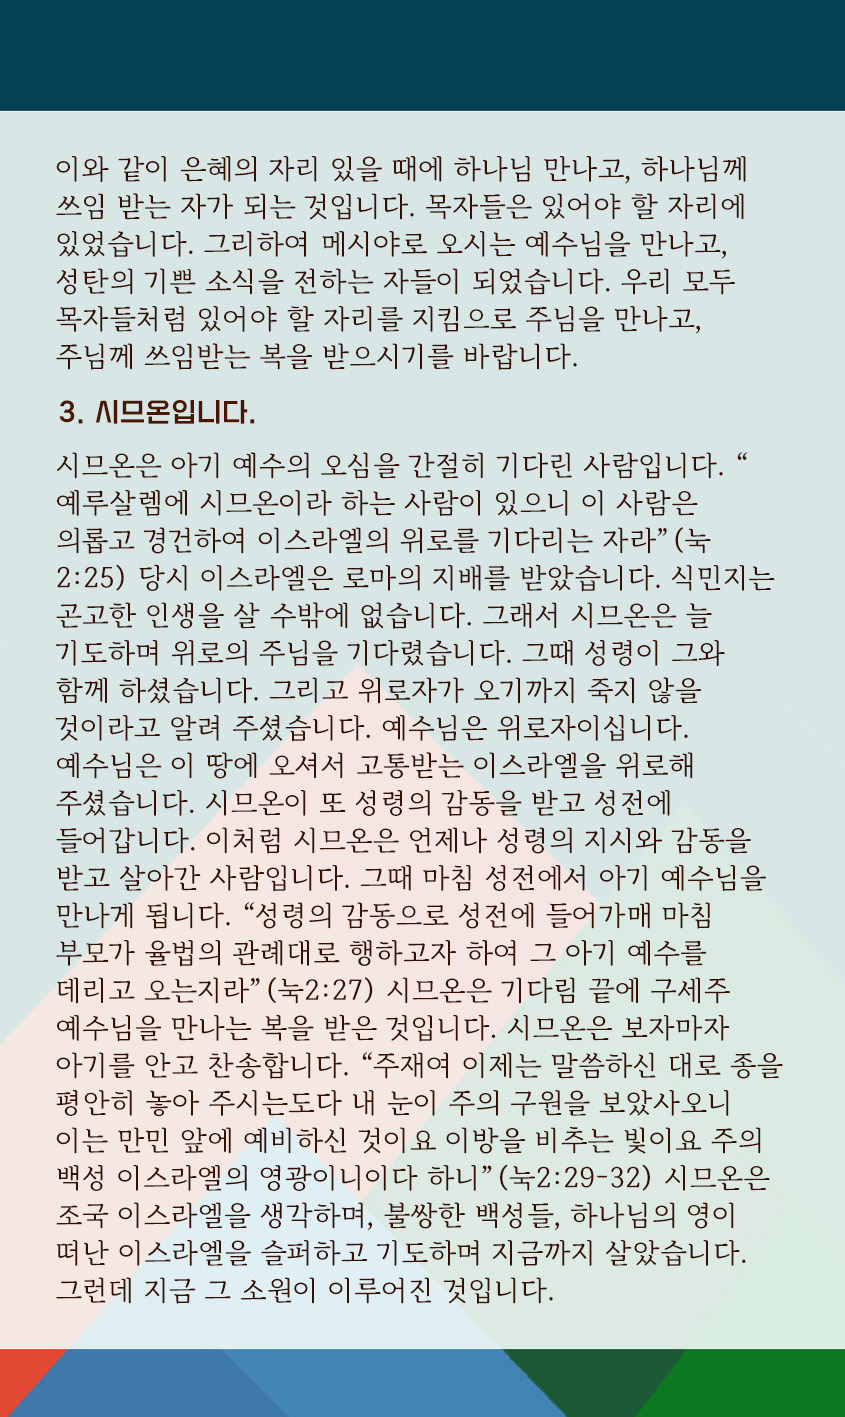 이와 같이 은혜의 자리 있을 때에 하나님 만나고, 하나님께
쓰임 받는 자가 되는 것입니다. 목자들은 있어야 할 자리에
있었습니다. 그리하여 메시야로 오시는 예수님을 만나고,
성탄의 기쁜 소식을 전하는 자들이 되었습니다. 우리 모두
목자들처럼 있어야 할 자리를 지킴으로 주님을 만나고,
주님께 쓰임받는 복을 받으시기를 바랍니다.
3. 시므온입니다.
시므온은 아기 예수의 오심을 간절히 기다린 사람입니다. “
예루살렘에 시므온이라 하는 사람이 있으니 이 사람은
의롭고 경건하여 이스라엘의 위로를 기다리는 자라” (눅
2:25) 당시 이스라엘은 로마의 지배를 받았습니다. 식민지는
곤고한 인생을 살 수밖에 없습니다. 그래서 시므온은 늘
기도하며 위로의 주님을 기다렸습니다. 그때 성령이 그와
함께 하셨습니다. 그리고 위로자가 오기까지 죽지 않을
것이라고 알려 주셨습니다. 예수님은 위로자이십니다.
예수님은 이 땅에 오셔서 고통받는 이스라엘을 위로해
주셨습니다. 시므온이 또 성령의 감동을 받고 성전에
들어갑니다. 이처럼 시므온은 언제나 성령의 지시와 감동을
받고 살아간 사람입니다. 그때 마침 성전에서 아기 예수님을
만나게 됩니다. “성령의 감동으로 성전에 들어가매 마침
부모가 율법의 관례대로 행하고자 하여 그 아기 예수를
데리고 오는지라” (눅2:27) 시므온은 기다림 끝에 구세주
예수님을 만나는 복을 받은 것입니다. 시므온은 보자마자
아기를 안고 찬송합니다. “주재여 이제는 말씀하신 대로 종을
평안히 놓아 주시는도다 내 눈이 주의 구원을 보았사오니
이는 만민 앞에 예비하신 것이요 이방을 비추는 빛이요 주의
백성 이스라엘의 영광이니이다 하니” (눅2:29-32) 시므온은
조국 이스라엘을 생각하며, 불쌍한 백성들, 하나님의 영이
떠난 이스라엘을 슬퍼하고 기도하며 지금까지 살았습니다.
그런데 지금 그 소원이 이루어진 것입니다.